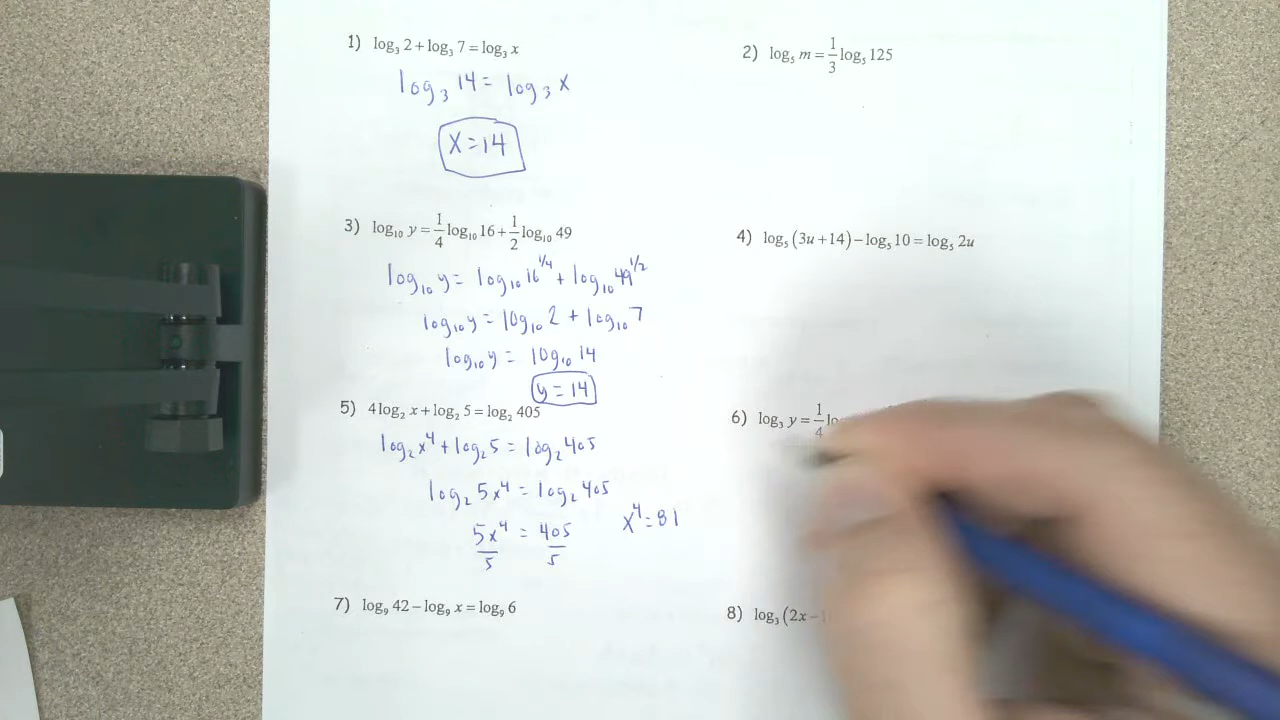 1) log₃ 2 + log₃ 7 = log₃ x
log₃ 14 = log₃ x
x = 14
2) log₅ m = 1/3 log₅ 125
3) log₁₀ y = 1/4 log₁₀ 16 + 1/2 log₁₀ 49
log₁₀ y = log₁₀ 16^1/4 + log₁₀ 49^1/2
log₁₀ y = log₁₀ 2 + log₁₀ 7
log₁₀ y = log₁₀ 14
y = 14
4) log₅ (3u + 14) − log₅ 10 = log₅ 2u
5) 4 log₂ x + log₂ 5 = log₂ 405
log₂ x⁴ + log₂ 5 = log₂ 405
log₂ 5x⁴ = log₂ 405
5x⁴ = 405 x⁴ = 81
5 5
6) log₃ y = 1/4
7) log₉ 42 − log₉ x = log₉ 6
8) log₃ (2x −